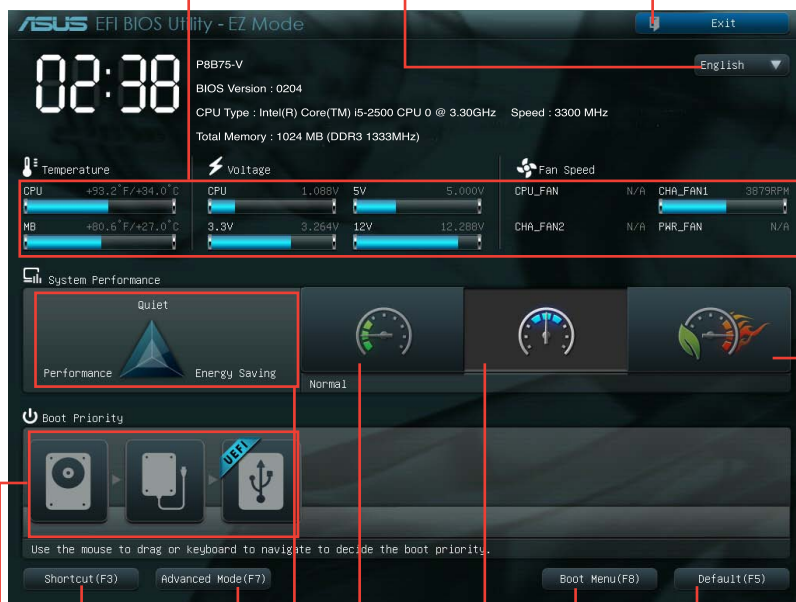 ASUS EFI BIOS Utility - EZ Mode
Exit
02:38
English
P8B75-V
BIOS Version : 0204
CPU Type : Intel(R) Core(TM) i5-2500 CPU 0 @ 3.30GHz Speed : 3300 MHz
Total Memory : 1024 MB (DDR3 1333MHz)
Temperature
Voltage
Fan Speed
CPU +93.2°F/+34.0°C
CPU 1.088V
5V 5.000V
CPU_FAN N/A
CHA_FAN1 3879RPM
MB +80.6°F/+27.0°C
3.3V 3.264V
12V 12.288V
CHA_FAN2 N/A
PWR_FAN N/A
System Performance
Quiet
Performance
Energy Saving
Normal
Boot Priority
UEFI
Use the mouse to drag or keyboard to navigate to decide the boot priority.
Shortcut(F3)
Advanced Mode(F7)
Boot Menu(F8)
Default(F5)